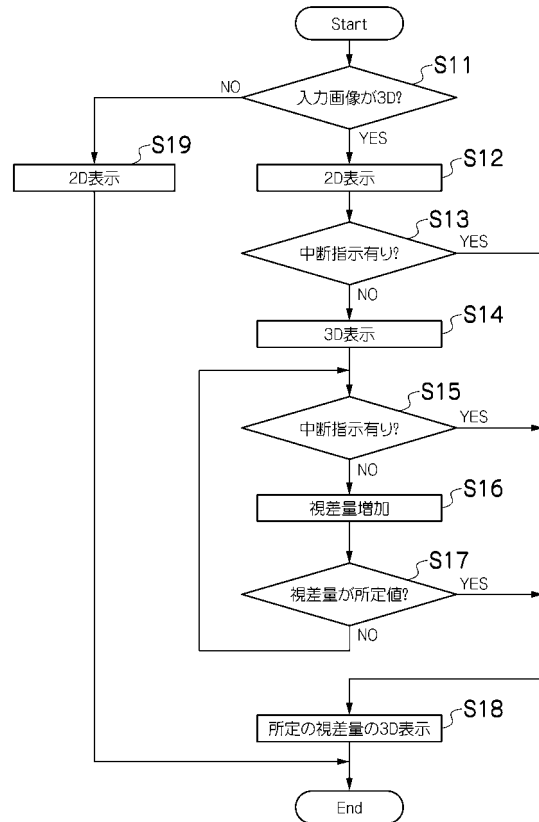 Start
S11
NO
入力画像が3D?
YES
S19
2D表示
S12
2D表示
S13
YES
中断指示有り?
NO
S14
3D表示
S15
YES
中断指示有り?
NO
S16
視差量増加
S17
YES
視差量が所定値?
NO
S18
所定の視差量の3D表示
End